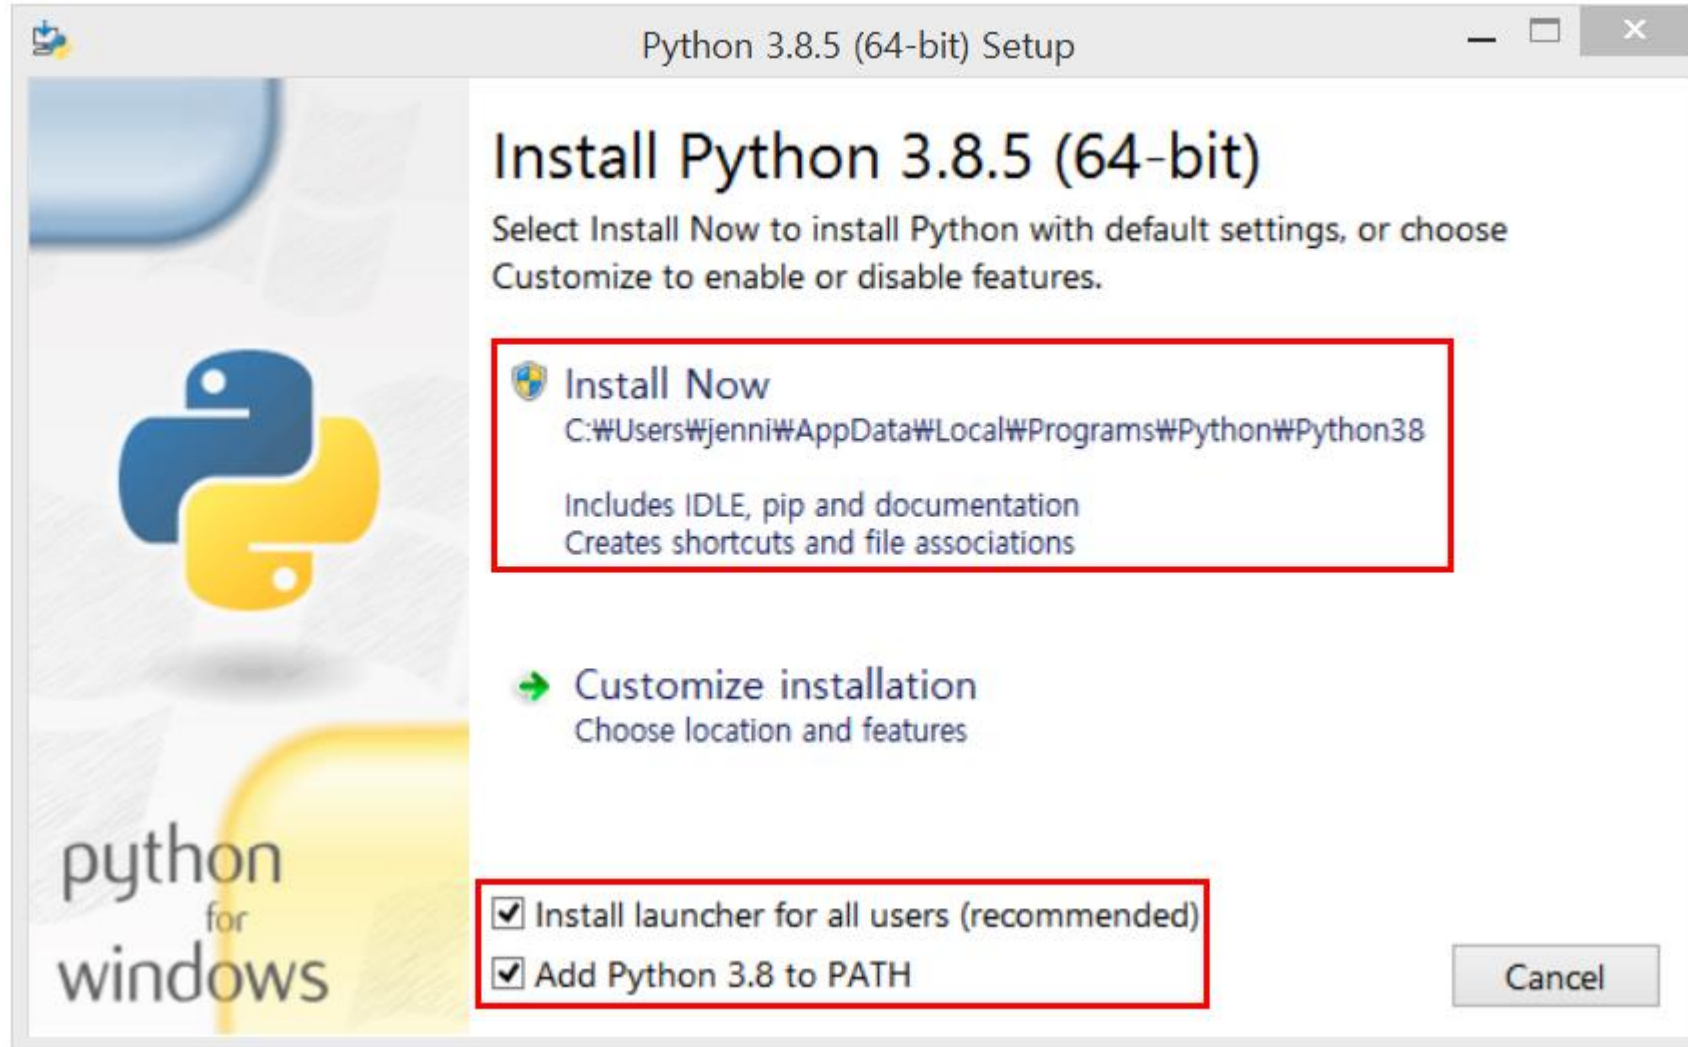 Python 3.8.5 (64-bit) Setup
Install Python 3.8.5 (64-bit)
Select Install Now to install Python with default settings, or choose
Customize to enable or disable features.
Install Now
C:₩Users₩jenni₩AppData₩Local₩Programs₩Python₩Python38
Includes IDLE, pip and documentation
Creates shortcuts and file associations
Customize installation
Choose location and features
python
for
windows
Install launcher for all users (recommended)
Add Python 3.8 to PATH
Cancel